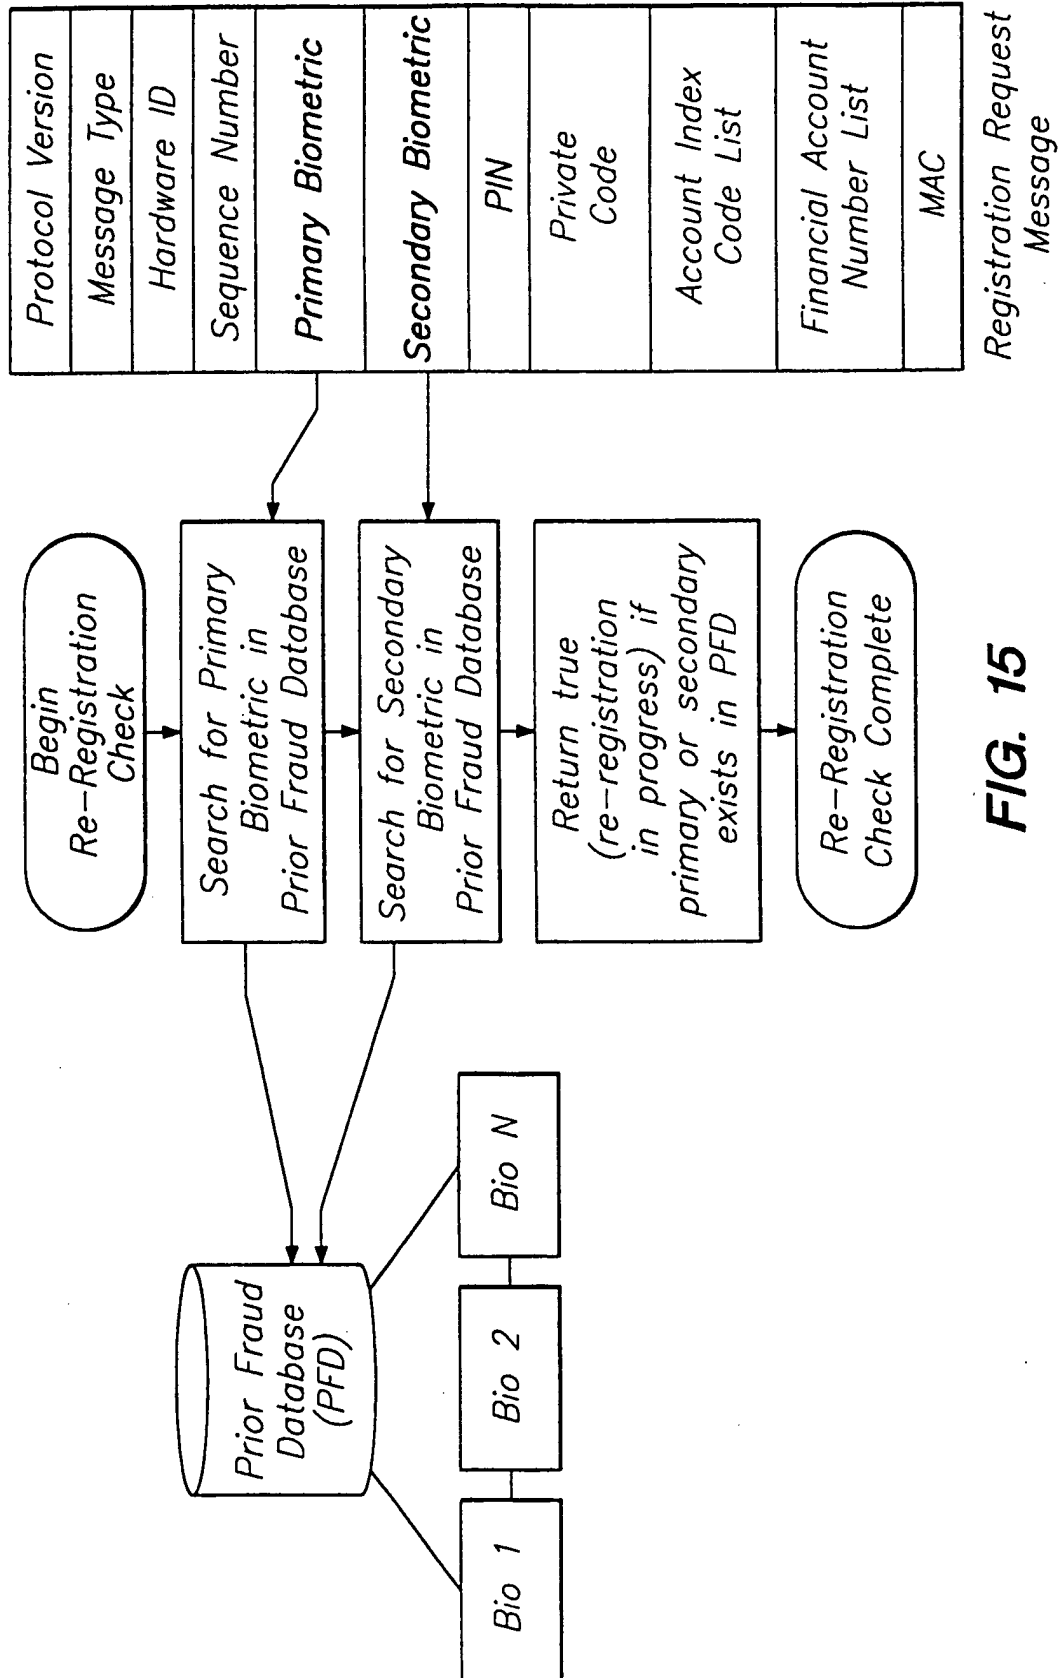 Prior Fraud
Database
(PFD)
Bio 1
Bio 2
Bio N
Begin
Re-Registration
Check
Search for Primary
Biometric in
Prior Fraud Database
Search for Secondary
Biometric in
Prior Fraud Database
Return true
(re-registration
in progress) if
primary or secondary
exists in PFD
Re-Registration
Check Complete
Protocol Version
Message Type
Hardware ID
Sequence Number
Primary Biometric
Secondary Biometric
PIN
Private
Code
Account Index
Code List
Financial Account
Number List
MAC
Registration Request
Message
FIG. 15